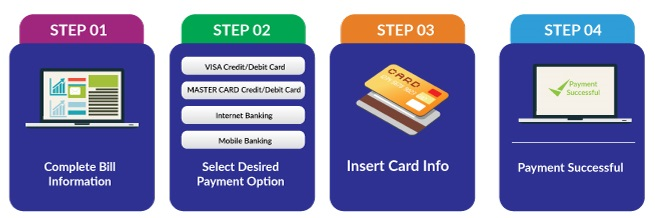 STEP 01
Complete Bill
Information
STEP 02
VISA Credit/Debit Card
MASTER CARD Credit/Debit Card
Internet Banking
Mobile Banking
Select Desired
Payment Option
STEP 03
CARD
Insert Card Info
STEP 04
Payment
Successful
Payment Successful